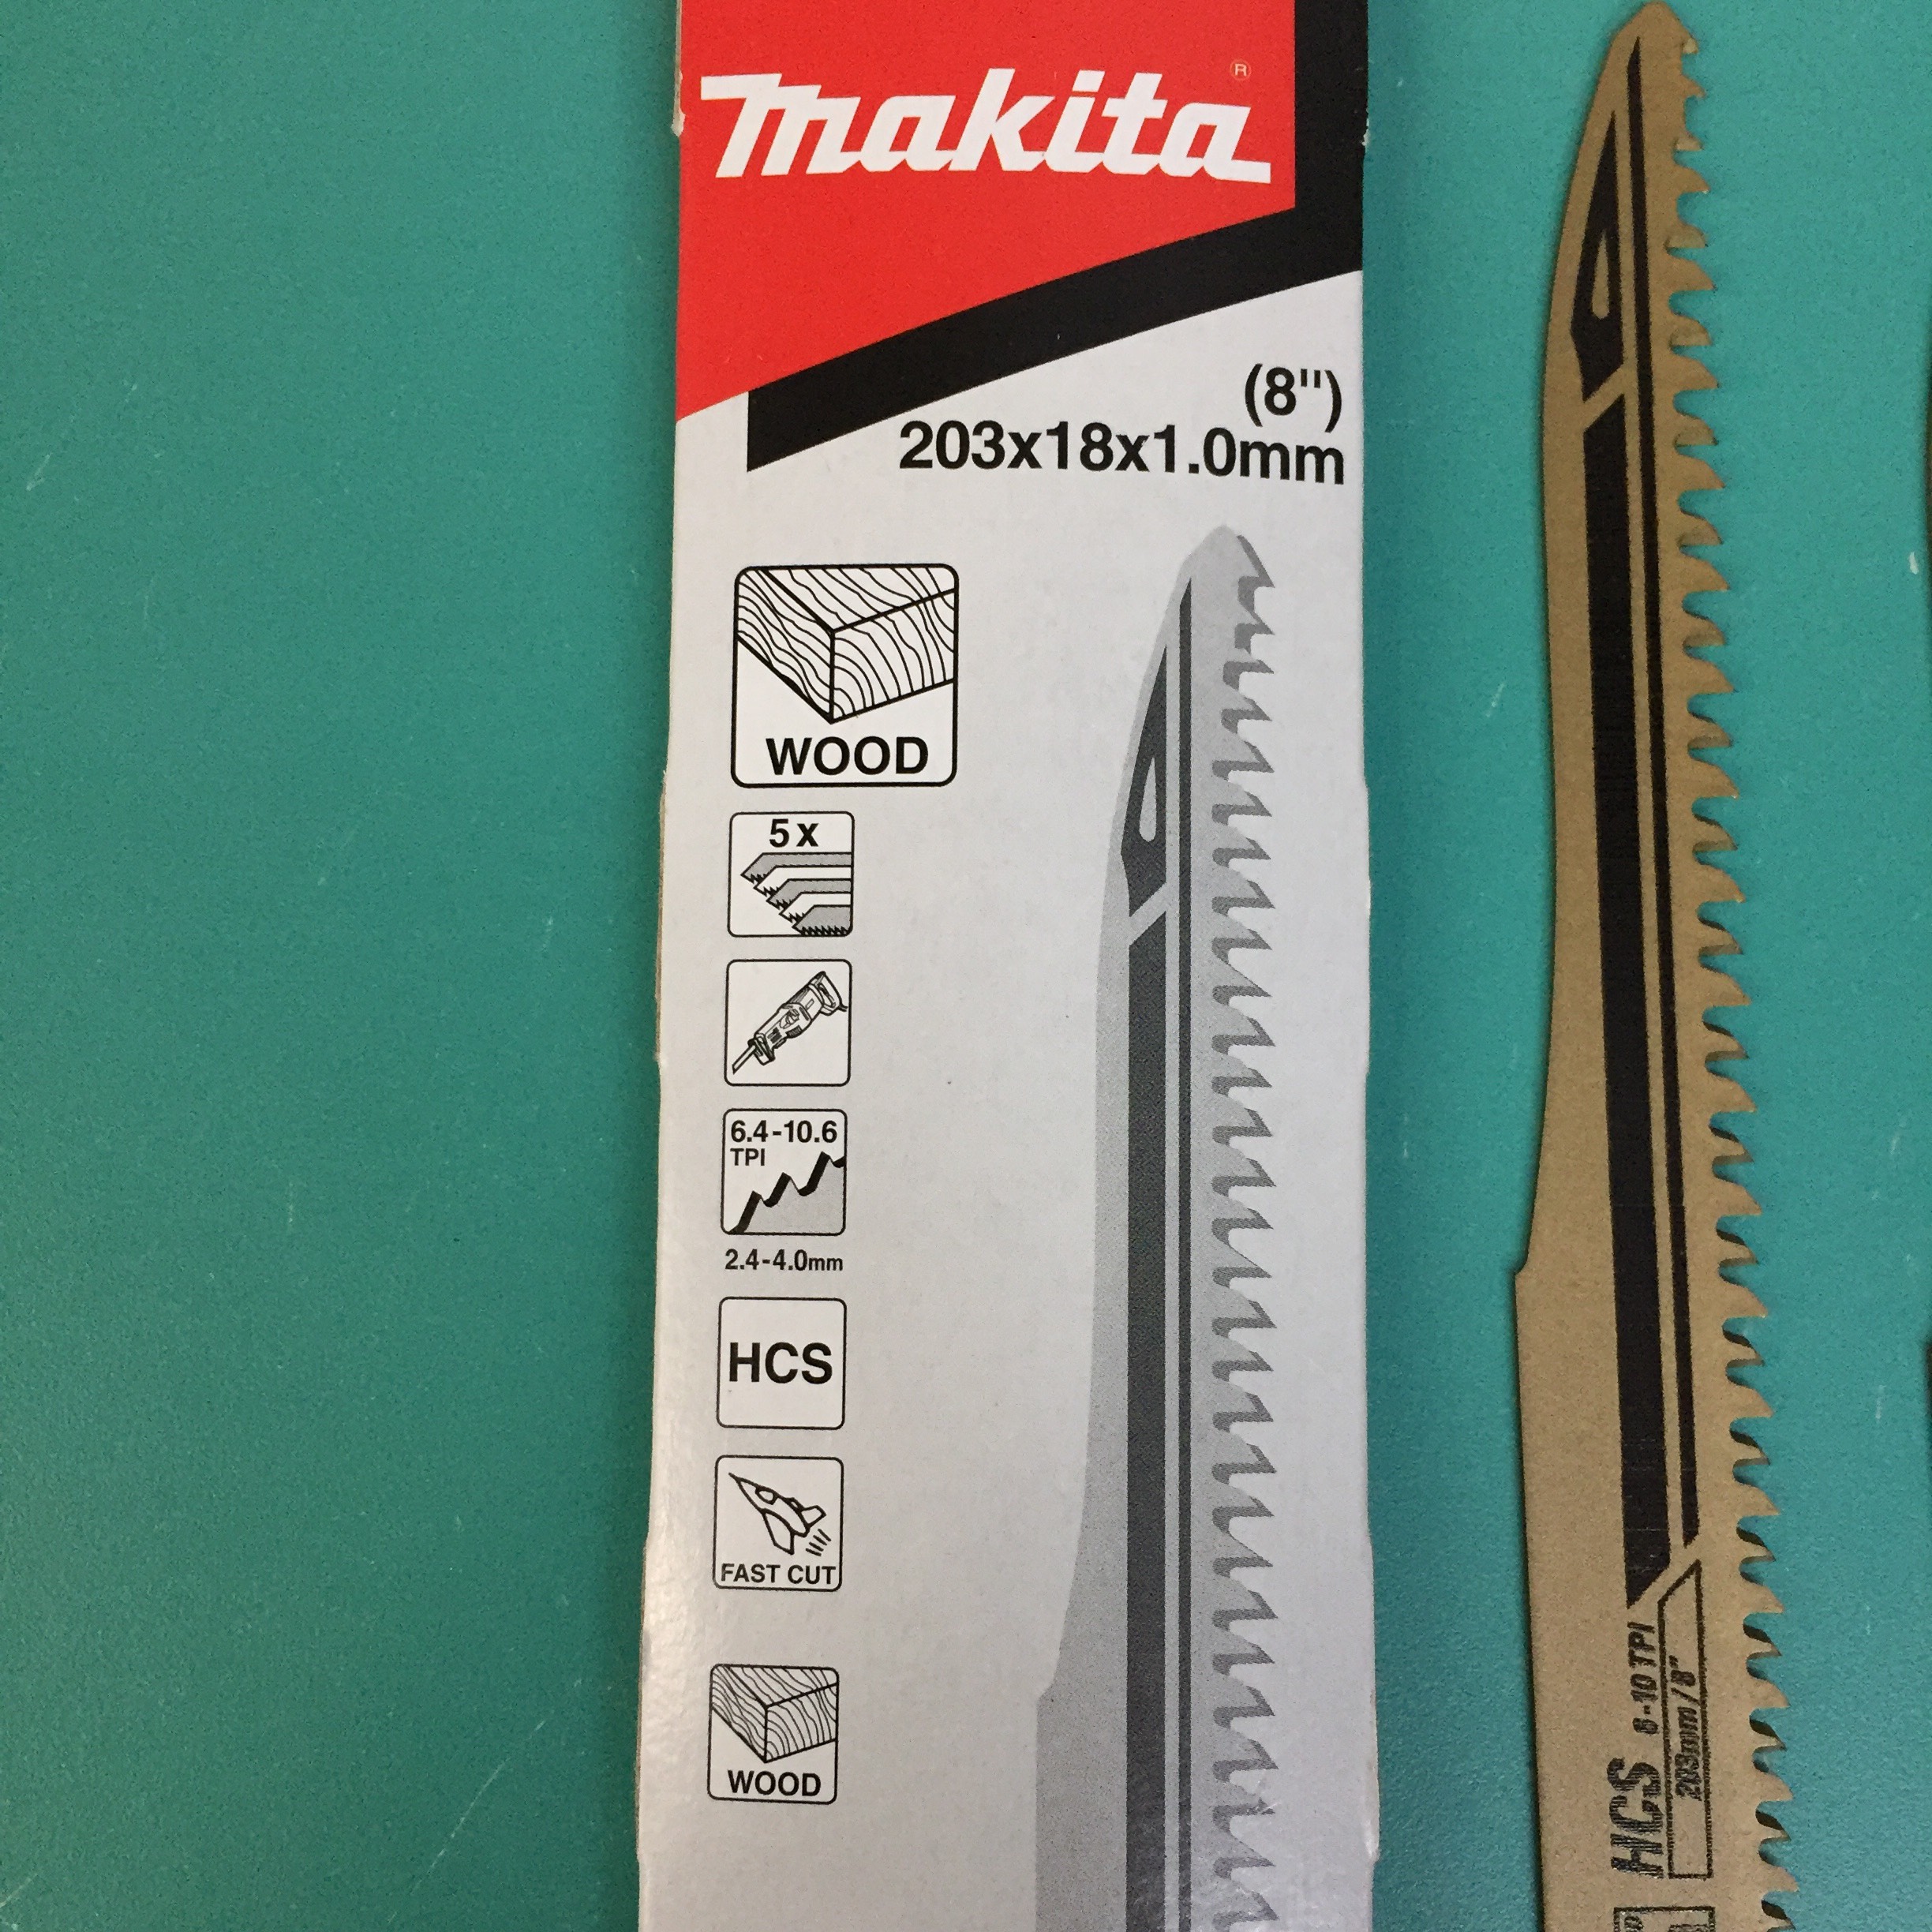 makita ®
(8")
203x18x1.0mm
WOOD
5x
6.4-10.6
TPI
2.4-4.0mm
HCS
FAST CUT
WOOD
HCS 6-10 TPI
203mm/8"